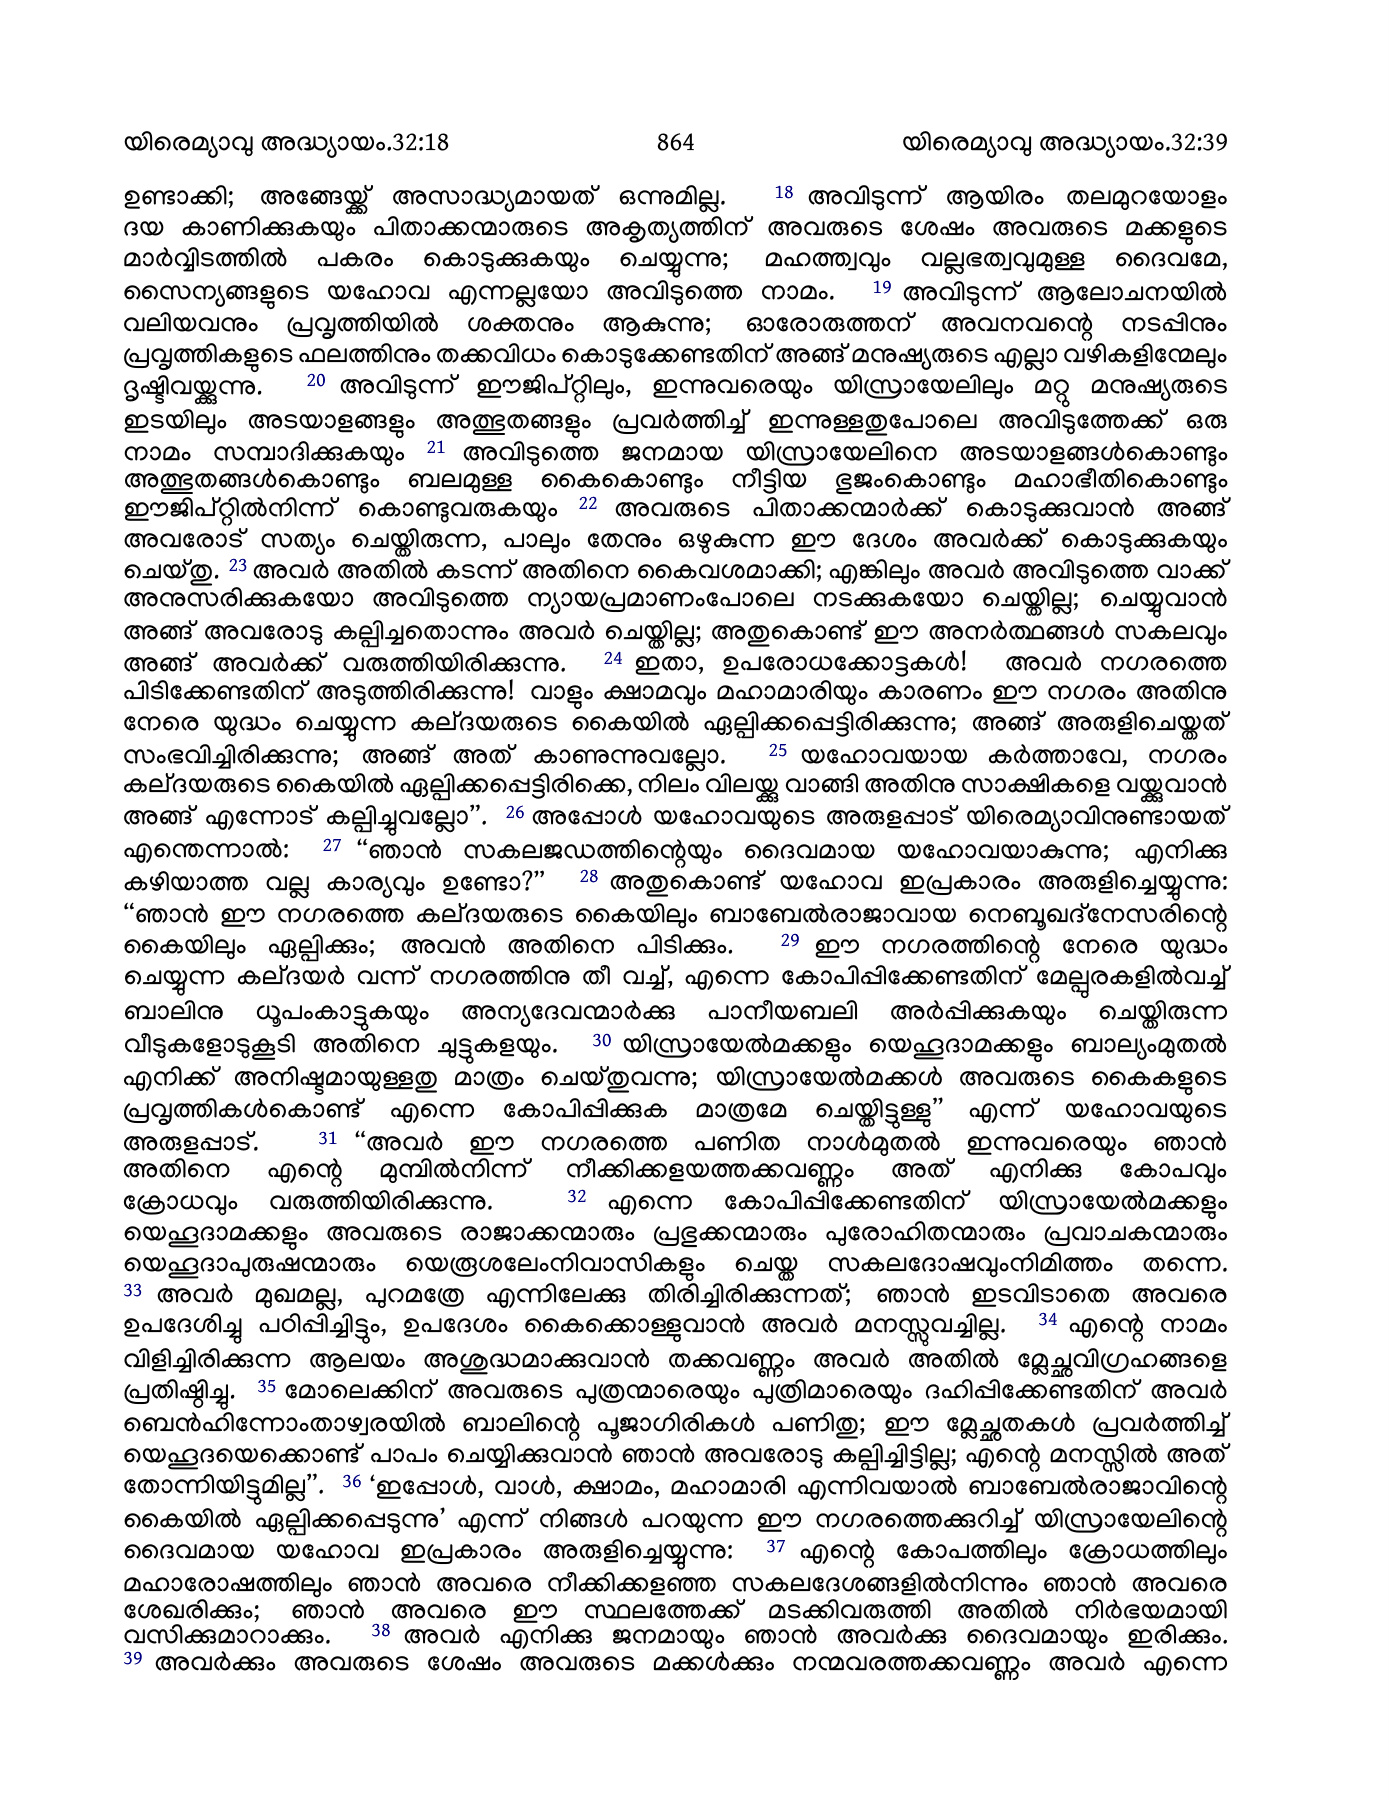 യിരെമ്യാവു അദ്ധ്യായം.32:18 864 യിരെമ്യാവു അദ്ധ്യായം.32:39
ഉണ്ടാക്കി; അങ്ങേയ്ക്ക് അസാദ്ധ്യമായത് ഒന്നുമില്ല. 18 അവിടുന്ന് ആയിരം തലമുറയോളം
ദയ കാണിക്കുകയും പിതാക്കന്മാരുടെ അകൃത്യത്തിന് അവരുടെ ശേഷം അവരുടെ മക്കളുടെ
മാർവ്വിടത്തിൽ പകരം കൊടുക്കുകയും ചെയ്യുന്നു; മഹത്ത്വവും വല്ലഭത്വവുമുള്ള ദൈവമേ,
സൈന്യങ്ങളുടെ യഹോവ എന്നല്ലയോ അവിടുത്തെ നാമം. 19 അവിടുന്ന് ആലോചനയിൽ
വലിയവനും പ്രവൃത്തിയിൽ ശക്തനും ആകുന്നു; ഓരോരുത്തന് അവനവന്റെ നടപ്പിനും
പ്രവൃത്തികളുടെ ഫലത്തിനും തക്കവിധം കൊടുക്കേണ്ടതിന് അങ്ങ് മനുഷ്യരുടെ എല്ലാ വഴികളിന്മേലും
ദൃഷ്ടിവയ്ക്കുന്നു. 20 അവിടുന്ന് ഈജിപ്റ്റിലും, ഇന്നുവരെയും യിസ്രായേലിലും മറ്റു മനുഷ്യരുടെ
ഇടയിലും അടയാളങ്ങളും അത്ഭുതങ്ങളും പ്രവർത്തിച്ച് ഇന്നുള്ളതുപോലെ അവിടുത്തേക്ക് ഒരു
നാമം സമ്പാദിക്കുകയും 21 അവിടുത്തെ ജനമായ യിസ്രായേലിനെ അടയാളങ്ങൾകൊണ്ടും
അത്ഭുതങ്ങൾകൊണ്ടും ബലമുള്ള കൈകൊണ്ടും നീട്ടിയ ഭുജംകൊണ്ടും മഹാഭീതികൊണ്ടും
ഈജിപ്റ്റിൽനിന്ന് കൊണ്ടുവരുകയും 22 അവരുടെ പിതാക്കന്മാർക്ക് കൊടുക്കുവാൻ അങ്ങ്
അവരോട് സത്യം ചെയ്തിരുന്ന, പാലും തേനും ഒഴുകുന്ന ഈ ദേശം അവർക്ക് കൊടുക്കുകയും
ചെയ്തു. 23 അവർ അതിൽ കടന്ന് അതിനെ കൈവശമാക്കി; എങ്കിലും അവർ അവിടുത്തെ വാക്ക്
അനുസരിക്കുകയോ അവിടുത്തെ ന്യായപ്രമാണംപോലെ നടക്കുകയോ ചെയ്തില്ല; ചെയ്യുവാൻ
അങ്ങ് അവരോടു കല്പിച്ചതൊന്നും അവർ ചെയ്തില്ല; അതുകൊണ്ട് ഈ അനർത്ഥങ്ങൾ സകലവും
അങ്ങ് അവർക്ക് വരുത്തിയിരിക്കുന്നു. 24 ഇതാ, ഉപരോധക്കോട്ടകൾ! അവർ നഗരത്തെ
പിടിക്കേണ്ടതിന് അടുത്തിരിക്കുന്നു! വാളും ക്ഷാമവും മഹാമാരിയും കാരണം ഈ നഗരം അതിനു
നേരെ യുദ്ധം ചെയ്യുന്ന കല്ദയരുടെ കൈയിൽ ഏല്പിക്കപ്പെട്ടിരിക്കുന്നു; അങ്ങ് അരുളിചെയ്തത്
സംഭവിച്ചിരിക്കുന്നു; അങ്ങ് അത് കാണുന്നുവല്ലോ. 25 യഹോവയായ കർത്താവേ, നഗരം
കല്ദയരുടെ കൈയിൽ ഏല്പിക്കപ്പെട്ടിരിക്കെ, നിലം വിലയ്ക്കു വാങ്ങി അതിനു സാക്ഷികളെ വയ്ക്കുവാൻ
അങ്ങ് എന്നോട് കല്പിച്ചുവല്ലോ”. 26 അപ്പോൾ യഹോവയുടെ അരുളപ്പാട് യിരെമ്യാവിനുണ്ടായത്
എന്തെന്നാൽ: 27 “ഞാൻ സകലജഡത്തിന്റെയും ദൈവമായ യഹോവയാകുന്നു; എനിക്കു
കഴിയാത്ത വല്ല കാര്യവും ഉണ്ടോ?” 28 അതുകൊണ്ട് യഹോവ ഇപ്രകാരം അരുളിച്ചെയ്യുന്നു:
“ഞാൻ ഈ നഗരത്തെ കല്ദയരുടെ കൈയിലും ബാബേൽരാജാവായ നെബൂഖദ്നേസരിന്റെ
കൈയിലും ഏല്പിക്കും; അവൻ അതിനെ പിടിക്കും. 29 ഈ നഗരത്തിന്റെ നേരെ യുദ്ധം
ചെയ്യുന്ന കല്ദയർ വന്ന് നഗരത്തിനു തീ വച്ച്, എന്നെ കോപിപ്പിക്കേണ്ടതിന് മേല്പുരകളിൽവച്ച്
ബാലിനു ധൂപംകാട്ടുകയും അന്യദേവന്മാർക്കു പാനീയബലി അർപ്പിക്കുകയും ചെയ്തിരുന്ന
വീടുകളോടുകൂടി അതിനെ ചുട്ടുകളയും. 30 യിസ്രായേൽമക്കളും യെഹൂദാമക്കളും ബാല്യംമുതൽ
എനിക്ക് അനിഷ്ടമായുള്ളതു മാത്രം ചെയ്തുവന്നു; യിസ്രായേൽമക്കൾ അവരുടെ കൈകളുടെ
പ്രവൃത്തികൾകൊണ്ട് എന്നെ കോപിപ്പിക്കുക മാത്രമേ ചെയ്തിട്ടുള്ളു” എന്ന് യഹോവയുടെ
അരുളപ്പാട്. 31 “അവർ ഈ നഗരത്തെ പണിത നാൾമുതൽ ഇന്നുവരെയും ഞാൻ
അതിനെ എന്റെ മുമ്പിൽനിന്ന് നീക്കിക്കളയത്തക്കവണ്ണം അത് എനിക്കു കോപവും
ക്രോധവും വരുത്തിയിരിക്കുന്നു. 32 എന്നെ കോപിപ്പിക്കേണ്ടതിന് യിസ്രായേൽമക്കളും
യെഹൂദാമക്കളും അവരുടെ രാജാക്കന്മാരും പ്രഭുക്കന്മാരും പുരോഹിതന്മാരും പ്രവാചകന്മാരും
യെഹൂദാപുരുഷന്മാരും യെരൂശലേംനിവാസികളും ചെയ്ത സകലദോഷവുംനിമിത്തം തന്നെ.
33 അവർ മുഖമല്ല, പുറമത്രേ എന്നിലേക്കു തിരിച്ചിരിക്കുന്നത്; ഞാൻ ഇടവിടാതെ അവരെ
ഉപദേശിച്ചു പഠിപ്പിച്ചിട്ടും, ഉപദേശം കൈക്കൊള്ളുവാൻ അവർ മനസ്സുവച്ചില്ല. 34 എന്റെ നാമം
വിളിച്ചിരിക്കുന്ന ആലയം അശുദ്ധമാക്കുവാൻ തക്കവണ്ണം അവർ അതിൽ മ്ലേച്ഛവിഗ്രഹങ്ങളെ
പ്രതിഷ്ഠിച്ചു. 35 മോലെക്കിന് അവരുടെ പുത്രന്മാരെയും പുത്രിമാരെയും ദഹിപ്പിക്കേണ്ടതിന് അവർ
ബെൻഹിന്നോംതാഴ്വരയിൽ ബാലിന്റെ പൂജാഗിരികൾ പണിതു; ഈ മ്ലേച്ഛതകൾ പ്രവർത്തിച്ച്
യെഹൂദയെക്കൊണ്ട് പാപം ചെയ്യിക്കുവാൻ ഞാൻ അവരോടു കല്പിച്ചിട്ടില്ല; എന്റെ മനസ്സിൽ അത്
തോന്നിയിട്ടുമില്ല”. 36 ‘ഇപ്പോൾ, വാൾ, ക്ഷാമം, മഹാമാരി എന്നിവയാൽ ബാബേൽരാജാവിന്റെ
കൈയിൽ ഏല്പിക്കപ്പെടുന്നു’ എന്ന് നിങ്ങൾ പറയുന്ന ഈ നഗരത്തെക്കുറിച്ച് യിസ്രായേലിന്റെ
ദൈവമായ യഹോവ ഇപ്രകാരം അരുളിച്ചെയ്യുന്നു: 37 എന്റെ കോപത്തിലും ക്രോധത്തിലും
മഹാരോഷത്തിലും ഞാൻ അവരെ നീക്കിക്കളഞ്ഞ സകലദേശങ്ങളിൽനിന്നും ഞാൻ അവരെ
ശേഖരിക്കും; ഞാൻ അവരെ ഈ സ്ഥലത്തേക്ക് മടക്കിവരുത്തി അതിൽ നിർഭയമായി
വസിക്കുമാറാക്കും. 38 അവർ എനിക്കു ജനമായും ഞാൻ അവർക്കു ദൈവമായും ഇരിക്കും.
39 അവർക്കും അവരുടെ ശേഷം അവരുടെ മക്കൾക്കും നന്മവരത്തക്കവണ്ണം അവർ എന്നെ